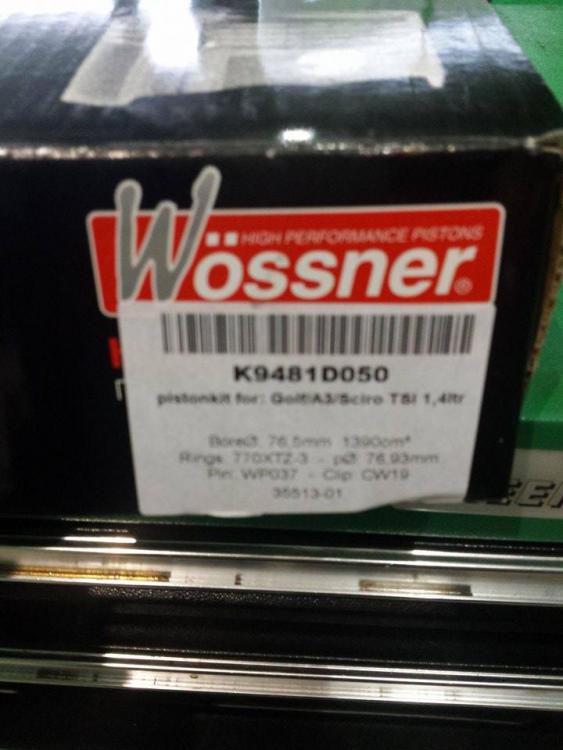 HIGH PERFORMANCE PISTONS
Wössner®
K9481D050
pistonkit for: Golf/A3/Sciro TSI 1,4ltr
BoreØ: 76.5mm 1390cm³
Rings: 770XTZ-3 - pØ: 76.93mm
Pin: WP037 - Clip: CW19
35513-01